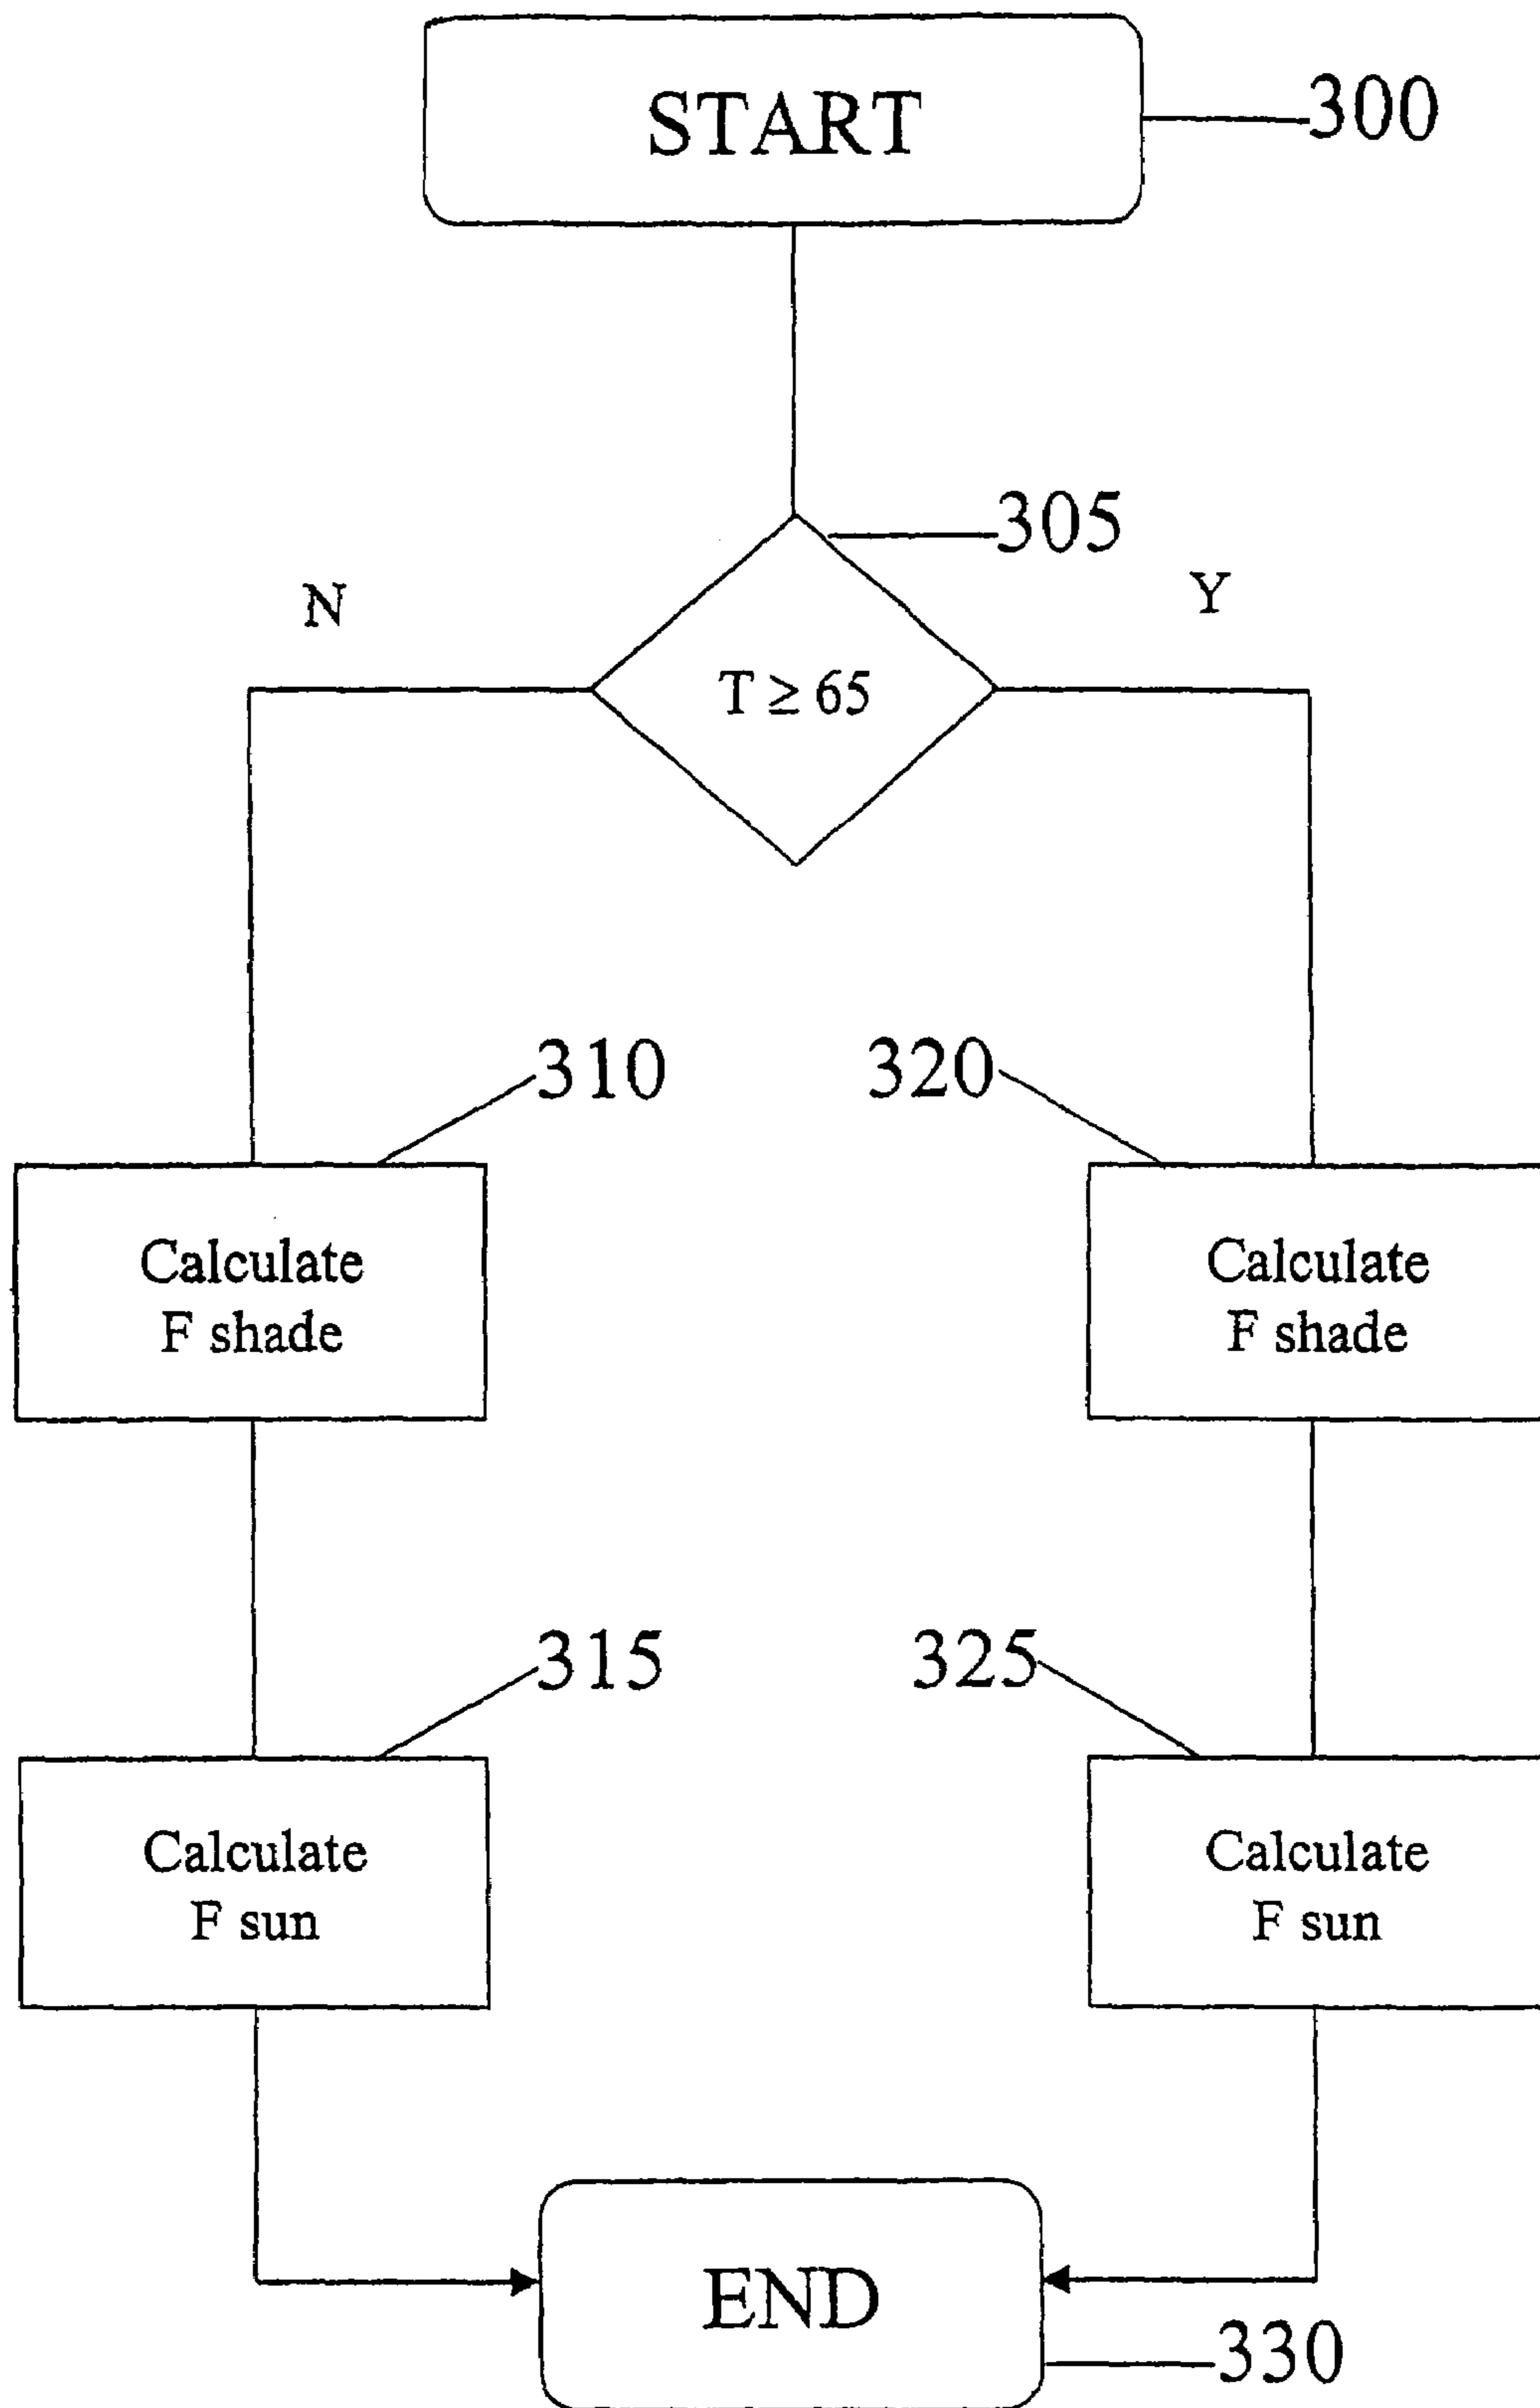 START
300
305
N
Y
T ≥ 65
310
320
Calculate
F shade
Calculate
F shade
315
325
Calculate
F sun
Calculate
F sun
END
330